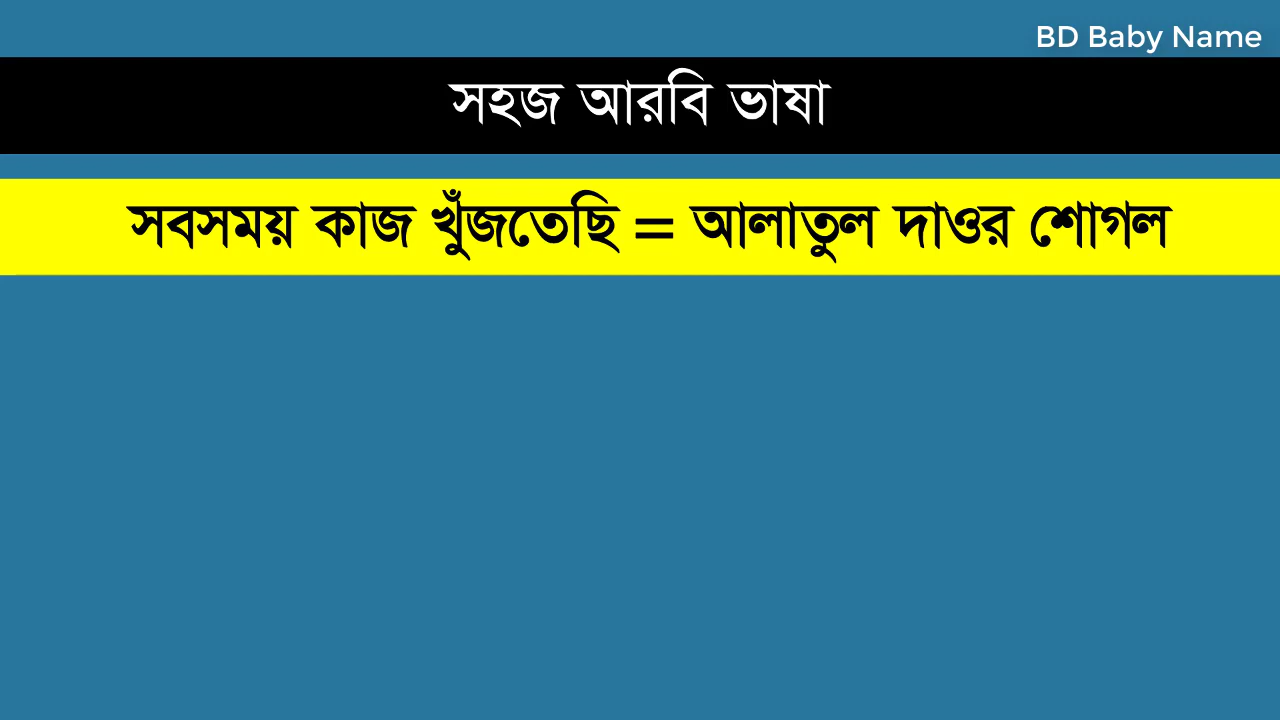 BD Baby Name
সহজ আরবি ভাষা
সবসময় কাজ খুঁজতেছি = আলাতুল দাওর শোগল